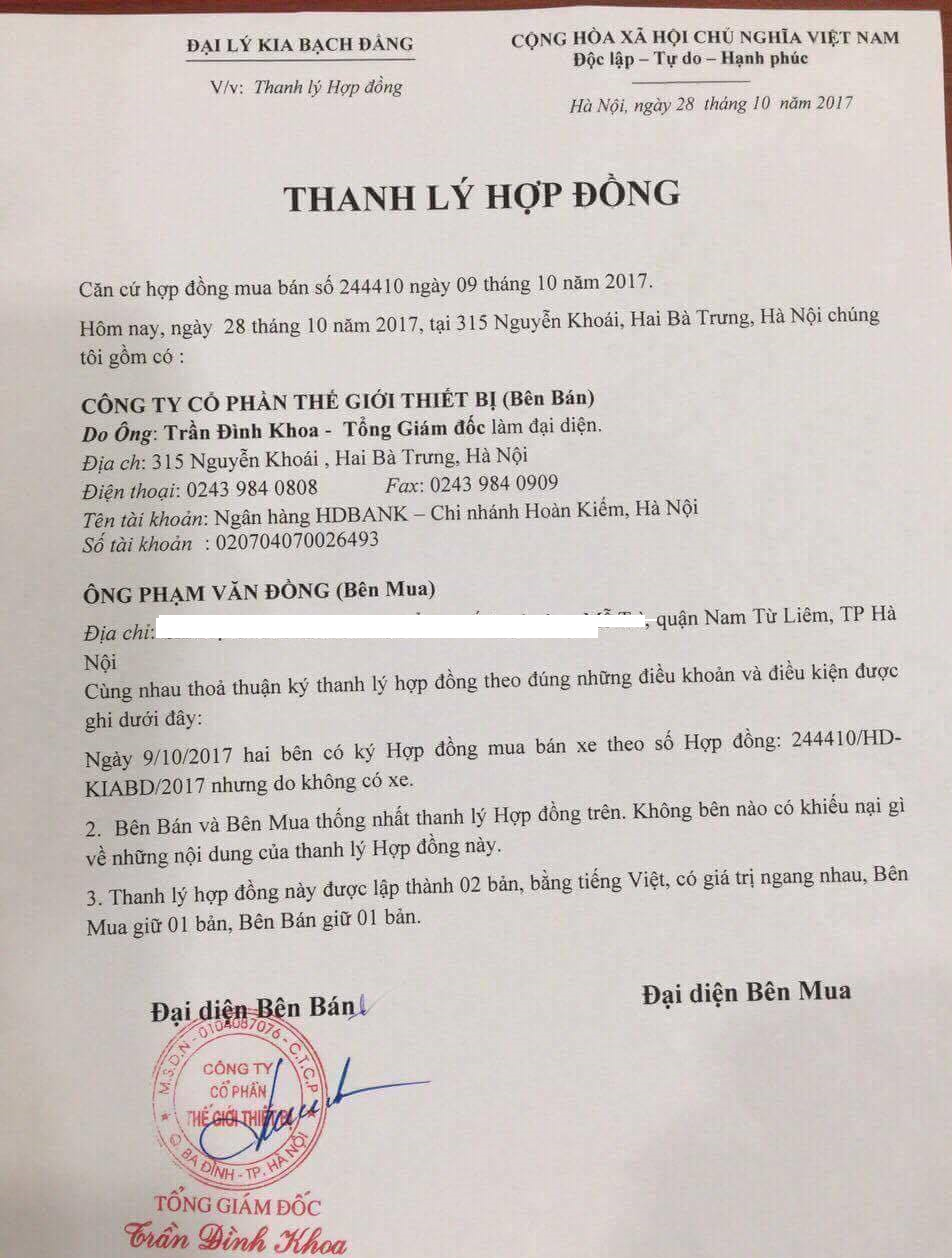 ĐẠI LÝ KIA BẠCH ĐẰNG
V/v: Thanh lý Hợp đồng
CỘNG HÒA XÃ HỘI CHỦ NGHĨA VIỆT NAM
Độc lập – Tự do – Hạnh phúc
Hà Nội, ngày 28 tháng 10 năm 2017
THANH LÝ HỢP ĐỒNG
Căn cứ hợp đồng mua bán số 244410 ngày 09 tháng 10 năm 2017.
Hôm nay, ngày 28 tháng 10 năm 2017, tại 315 Nguyễn Khoái, Hai Bà Trưng, Hà Nội chúng
tôi gồm có :
CÔNG TY CỔ PHẦN THẾ GIỚI THIẾT BỊ (Bên Bán)
Do Ông: Trần Đình Khoa - Tổng Giám đốc làm đại diện.
Địa ch: 315 Nguyễn Khoái , Hai Bà Trưng, Hà Nội
Điện thoại: 0243 984 0808 Fax: 0243 984 0909
Tên tài khoản: Ngân hàng HDBANK – Chi nhánh Hoàn Kiếm, Hà Nội
Số tài khoản : 020704070026493
ÔNG PHẠM VĂN ĐỒNG (Bên Mua)
Địa chỉ: , quận Nam Từ Liêm, TP Hà
Nội
Cùng nhau thoả thuận ký thanh lý hợp đồng theo đúng những điều khoản và điều kiện được
ghi dưới đây:
Ngày 9/10/2017 hai bên có ký Hợp đồng mua bán xe theo số Hợp đồng: 244410/HD-
KIABD/2017 nhưng do không có xe.
2. Bên Bán và Bên Mua thống nhất thanh lý Hợp đồng trên. Không bên nào có khiếu nại gì
về những nội dung của thanh lý Hợp đồng này.
3. Thanh lý hợp đồng này được lập thành 02 bản, bằng tiếng Việt, có giá trị ngang nhau, Bên
Mua giữ 01 bản, Bên Bán giữ 01 bản.
Đại diện Bên Bán
Đại diện Bên Mua
M.S.D.N - 0104087076 - C.T.C.P
CÔNG TY
CỔ PHẦN
THẾ GIỚI THIẾT BỊ
Q. BA ĐÌNH - TP. HÀ NỘI
TỔNG GIÁM ĐỐC
Trần Đình Khoa